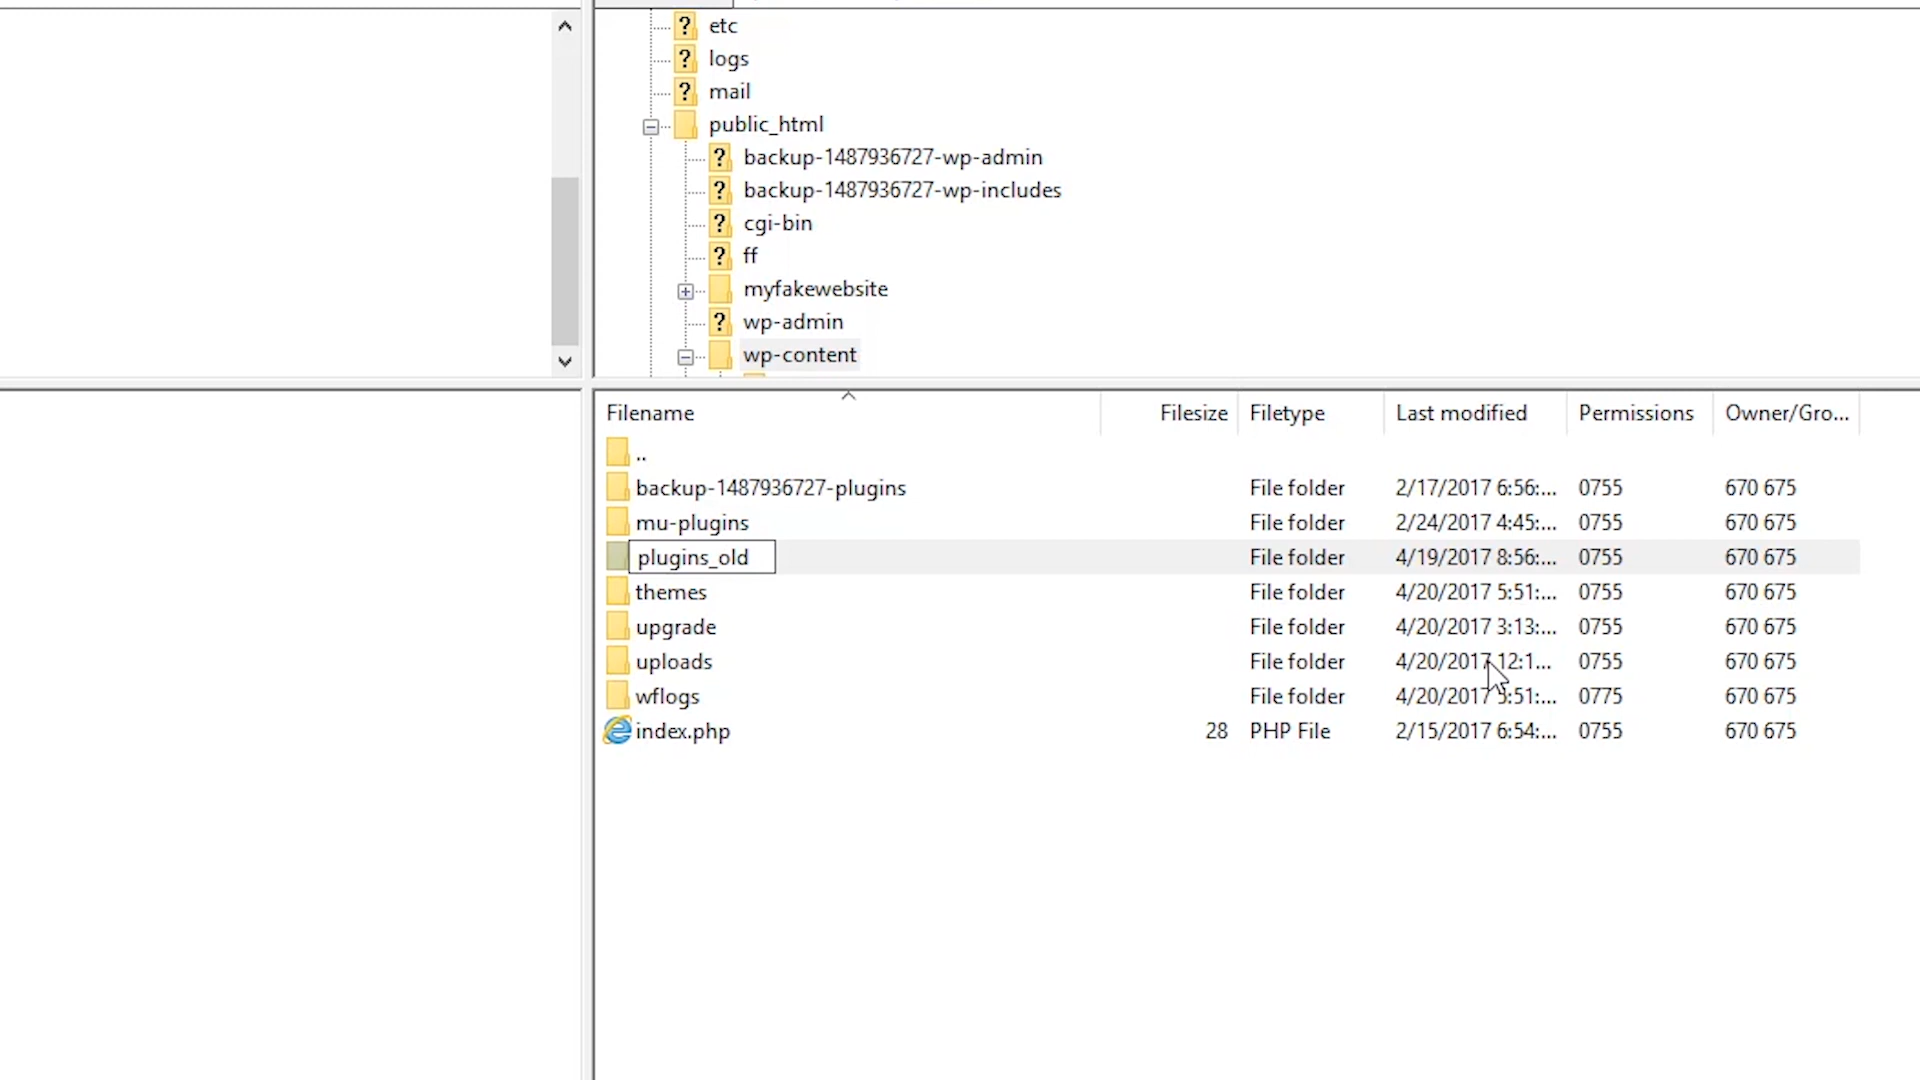 etc
logs
mail
public_html
backup-1487936727-wp-admin
backup-1487936727-wp-includes
cgi-bin
ff
myfakewebsite
wp-admin
wp-content
Filename Filesize Filetype Last modified Permissions Owner/Gro...
..
backup-1487936727-plugins File folder 2/17/2017 6:56:... 0755 670 675
mu-plugins File folder 2/24/2017 4:45:... 0755 670 675
plugins_old File folder 4/19/2017 8:56:... 0755 670 675
themes File folder 4/20/2017 5:51:... 0755 670 675
upgrade File folder 4/20/2017 3:13:... 0755 670 675
uploads File folder 4/20/2017 12:1... 0755 670 675
wflogs File folder 4/20/2017 5:51:... 0775 670 675
index.php 28 PHP File 2/15/2017 6:54:... 0755 670 675